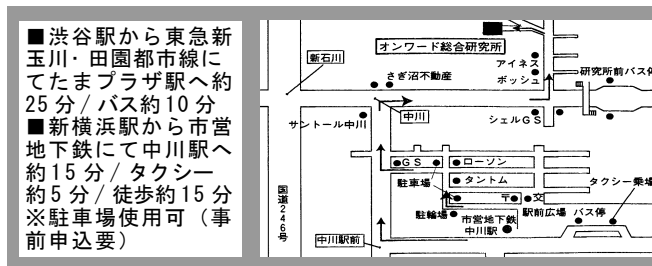 ■渋谷駅から東急新
玉川・田園都市線に
てたまプラザ駅へ約
25分/バス約10分
■新横浜駅から市営
地下鉄にて中川駅へ
約15分/タクシー
約5分/徒歩約15分
※駐車場使用可(事
前申込要)
オンワード総合研究所
新石川
アイネス
ボッシュ
研究所前バス停
さぎ沼不動産
サントール中川
中川
シェルGS
GS
ローソン
駐車場
タントム
〒
交
タクシー乗場
駐輪場
市営地下鉄
中川駅
駅前広場
バス停
国道246号
中川駅前